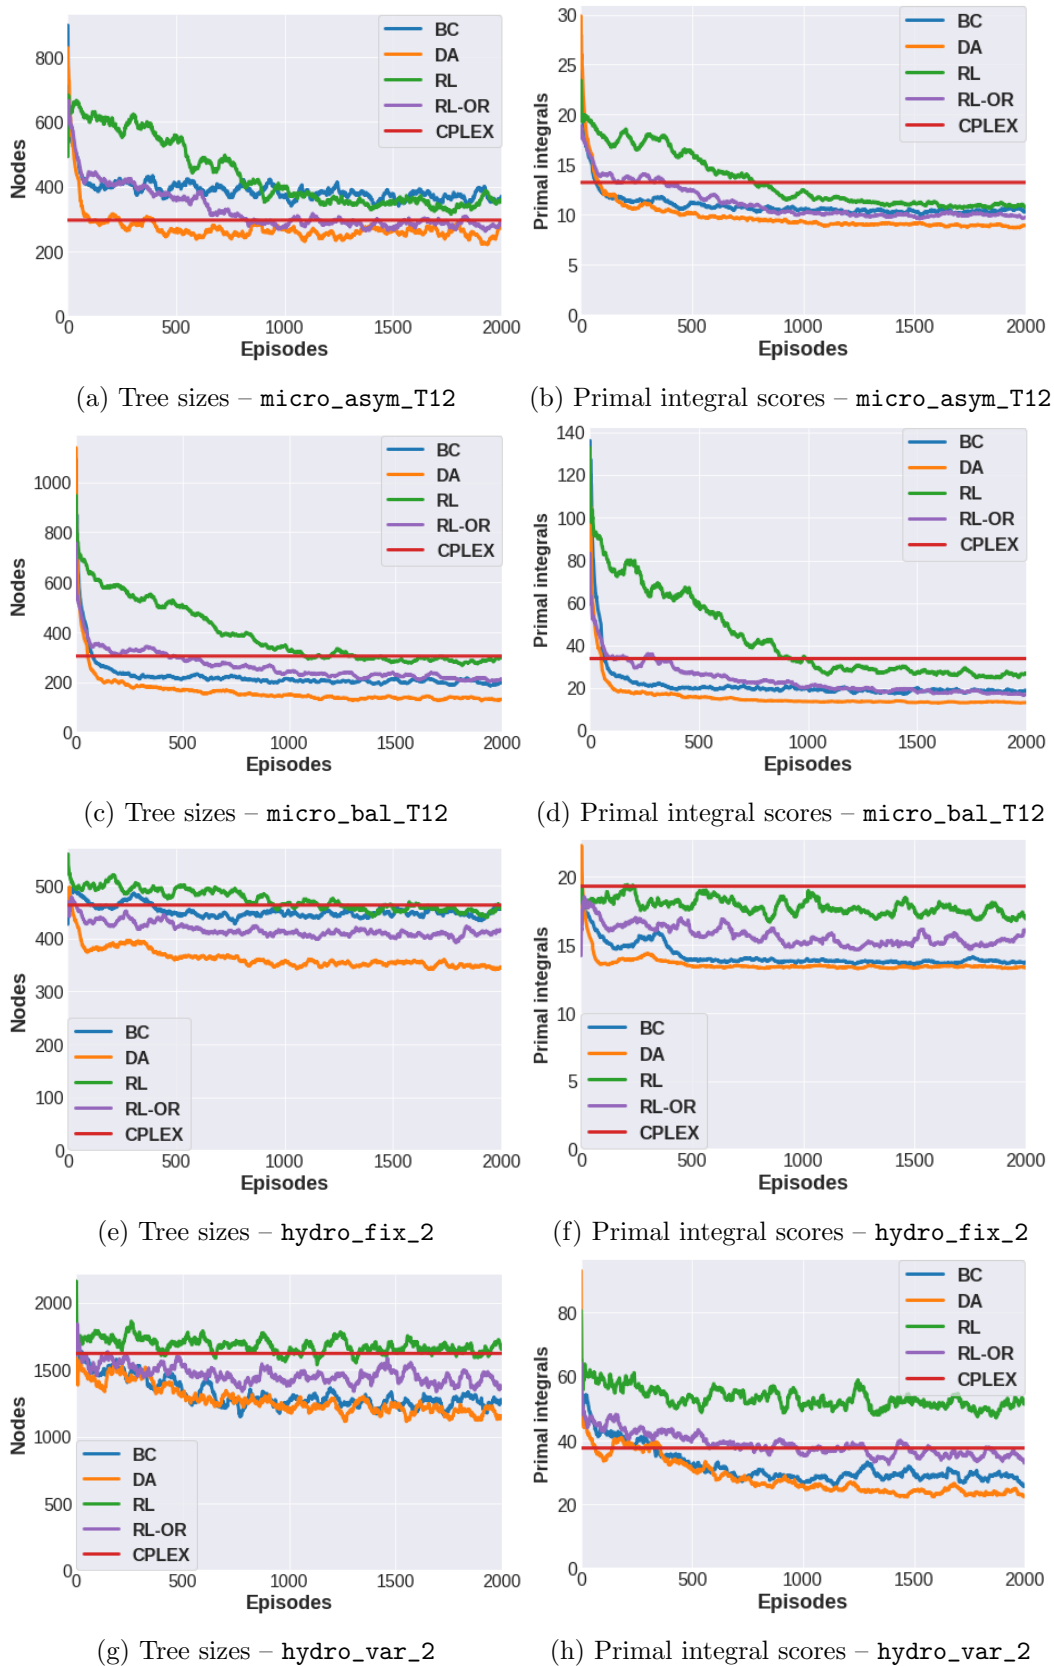 800
600
400
200
0
Nodes
0 500 1000 1500 2000
Episodes
BC
DA
RL
RL-OR
CPLEX
30
25
20
15
10
5
0
Primal integrals
0 500 1000 1500 2000
Episodes
BC
DA
RL
RL-OR
CPLEX
(a) Tree sizes – micro_asym_T12
(b) Primal integral scores – micro_asym_T12
1000
800
600
400
200
0
Nodes
0 500 1000 1500 2000
Episodes
BC
DA
RL
RL-OR
CPLEX
140
120
100
80
60
40
20
0
Primal integrals
0 500 1000 1500 2000
Episodes
BC
DA
RL
RL-OR
CPLEX
(c) Tree sizes – micro_bal_T12
(d) Primal integral scores – micro_bal_T12
500
400
300
200
100
0
Nodes
0 500 1000 1500 2000
Episodes
BC
DA
RL
RL-OR
CPLEX
20
15
10
5
0
Primal integrals
0 500 1000 1500 2000
Episodes
BC
DA
RL
RL-OR
CPLEX
(e) Tree sizes – hydro_fix_2
(f) Primal integral scores – hydro_fix_2
2000
1500
1000
500
0
Nodes
0 500 1000 1500 2000
Episodes
BC
DA
RL
RL-OR
CPLEX
80
60
40
20
0
Primal integrals
0 500 1000 1500 2000
Episodes
BC
DA
RL
RL-OR
CPLEX
(g) Tree sizes – hydro_var_2
(h) Primal integral scores – hydro_var_2